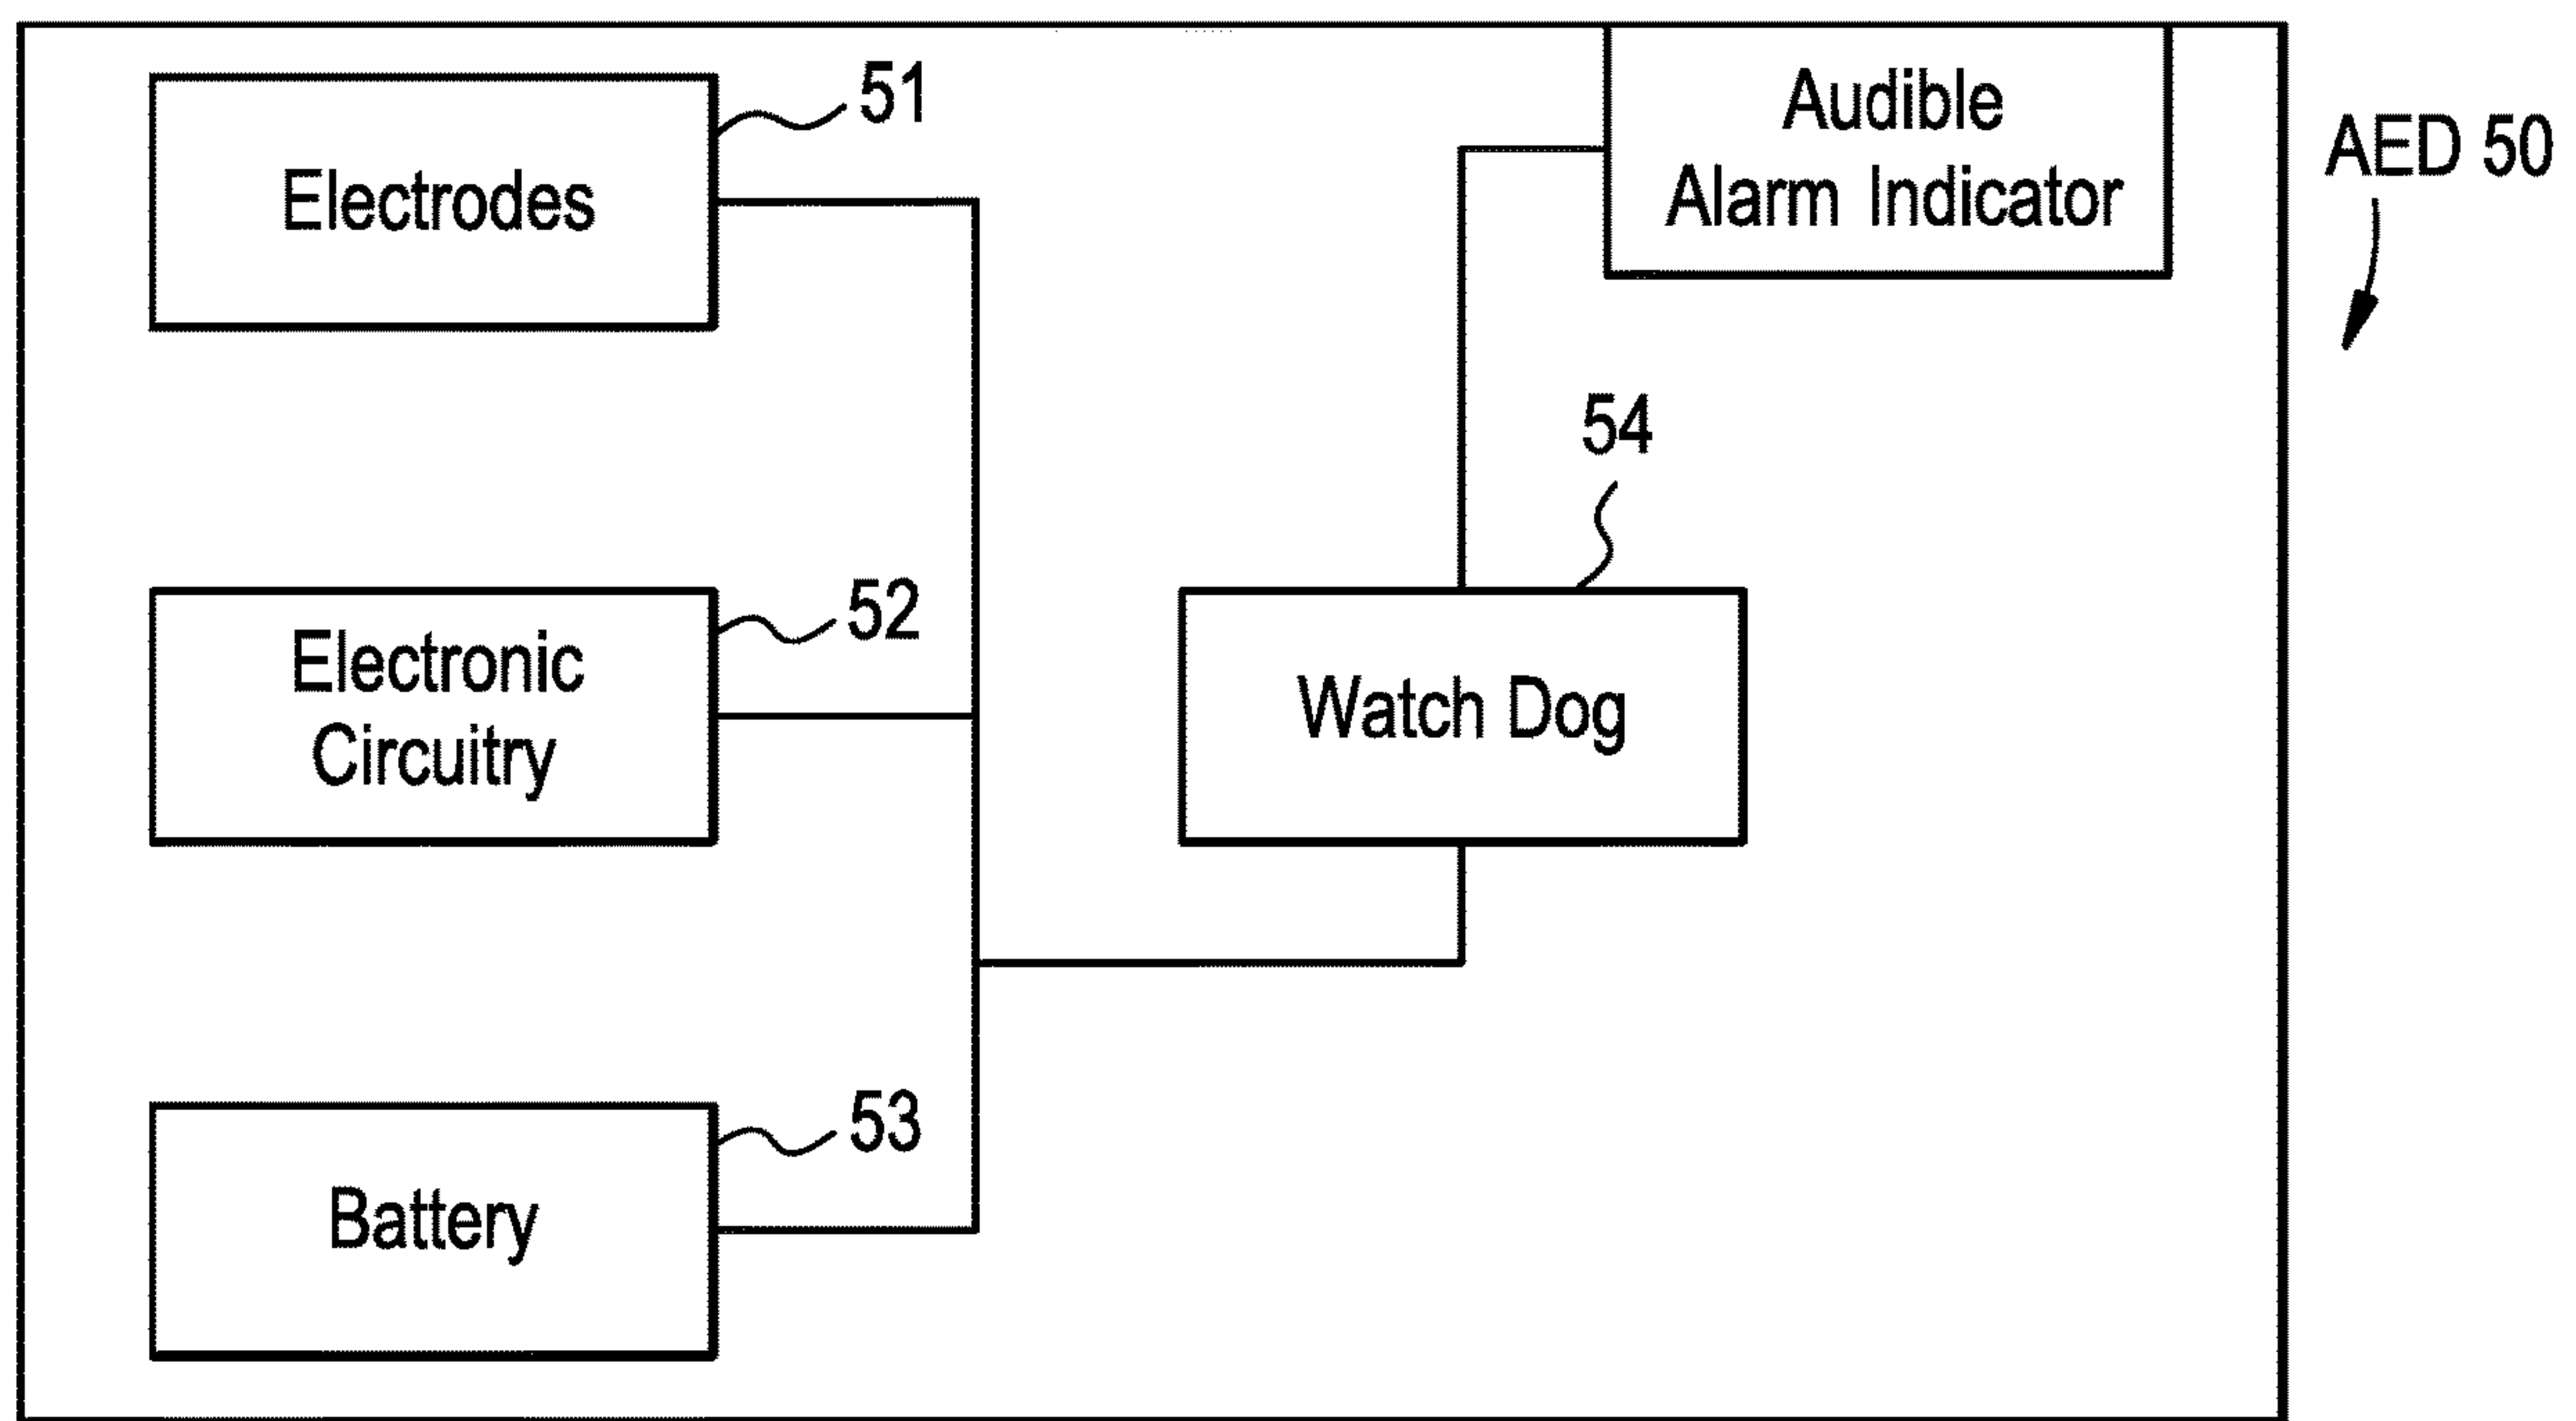 51
Electrodes
Audible
Alarm Indicator
AED 50
54
52
Electronic
Circuitry
Watch Dog
53
Battery